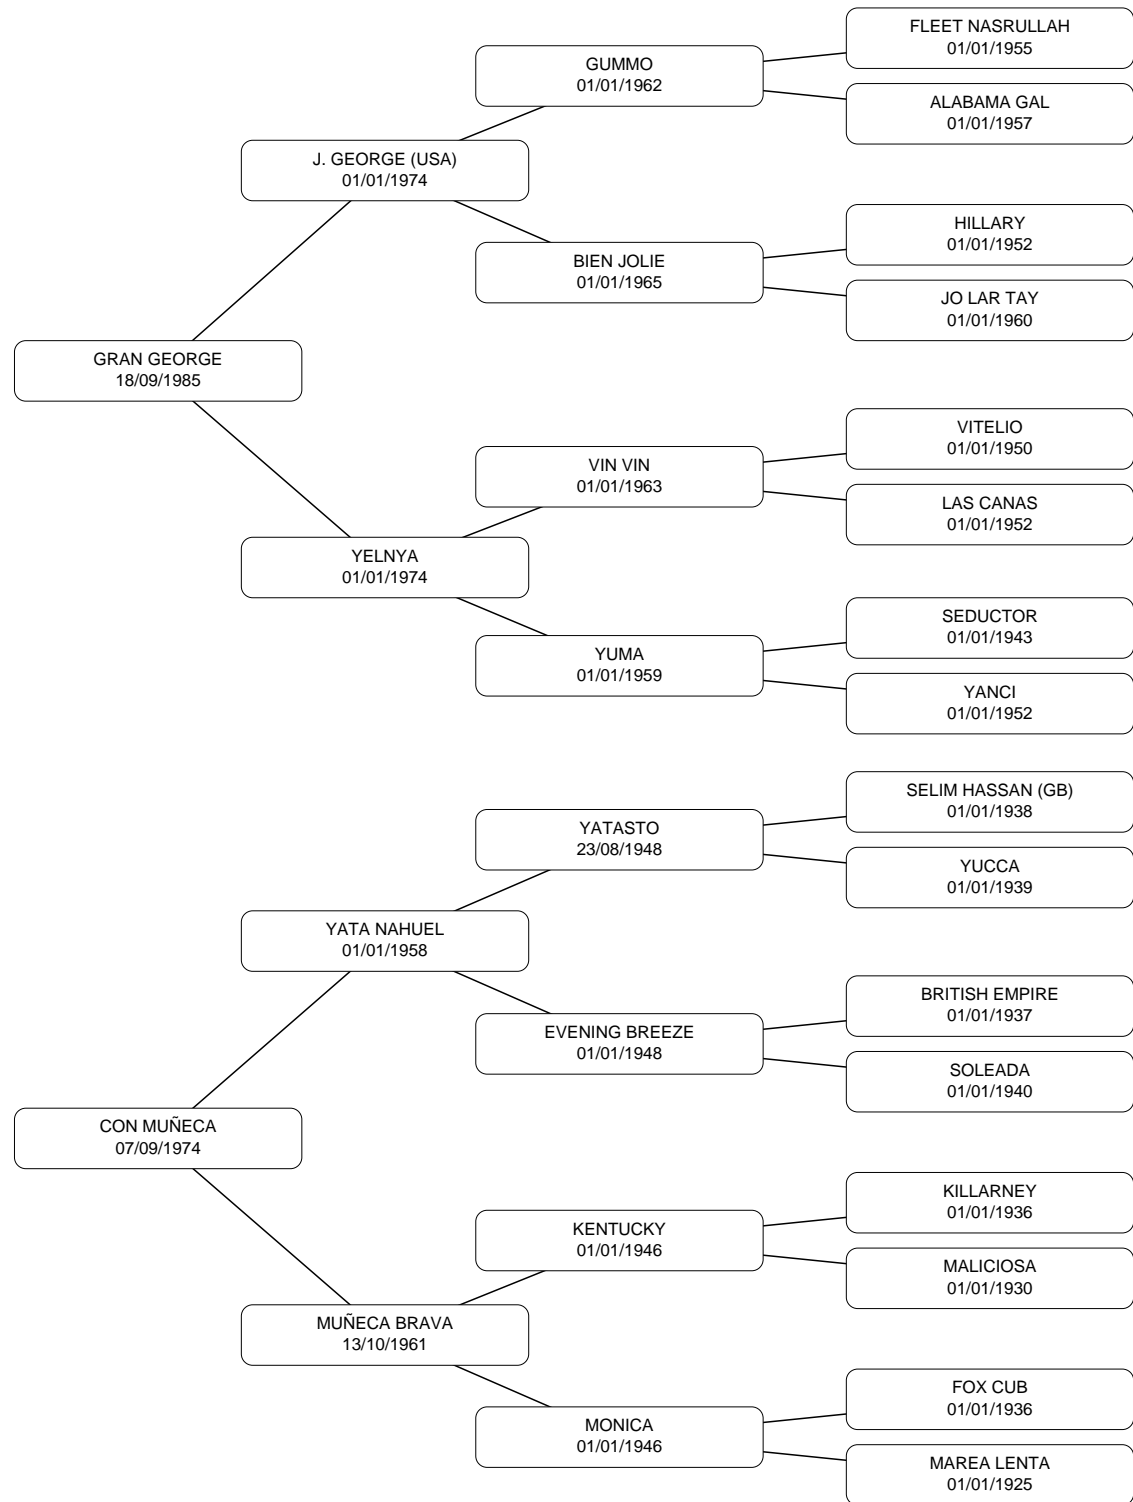 FLEET NASRULLAH
01/01/1955
GUMMO
01/01/1962
ALABAMA GAL
01/01/1957
J. GEORGE (USA)
01/01/1974
HILLARY
01/01/1952
BIEN JOLIE
01/01/1965
JO LAR TAY
01/01/1960
GRAN GEORGE
18/09/1985
VITELIO
01/01/1950
VIN VIN
01/01/1963
LAS CANAS
01/01/1952
YELNYA
01/01/1974
SEDUCTOR
01/01/1943
YUMA
01/01/1959
YANCI
01/01/1952
SELIM HASSAN (GB)
01/01/1938
YATASTO
23/08/1948
YUCCA
01/01/1939
YATA NAHUEL
01/01/1958
BRITISH EMPIRE
01/01/1937
EVENING BREEZE
01/01/1948
SOLEADA
01/01/1940
CON MUÑECA
07/09/1974
KILLARNEY
01/01/1936
KENTUCKY
01/01/1946
MALICIOSA
01/01/1930
MUÑECA BRAVA
13/10/1961
FOX CUB
01/01/1936
MONICA
01/01/1946
MAREA LENTA
01/01/1925